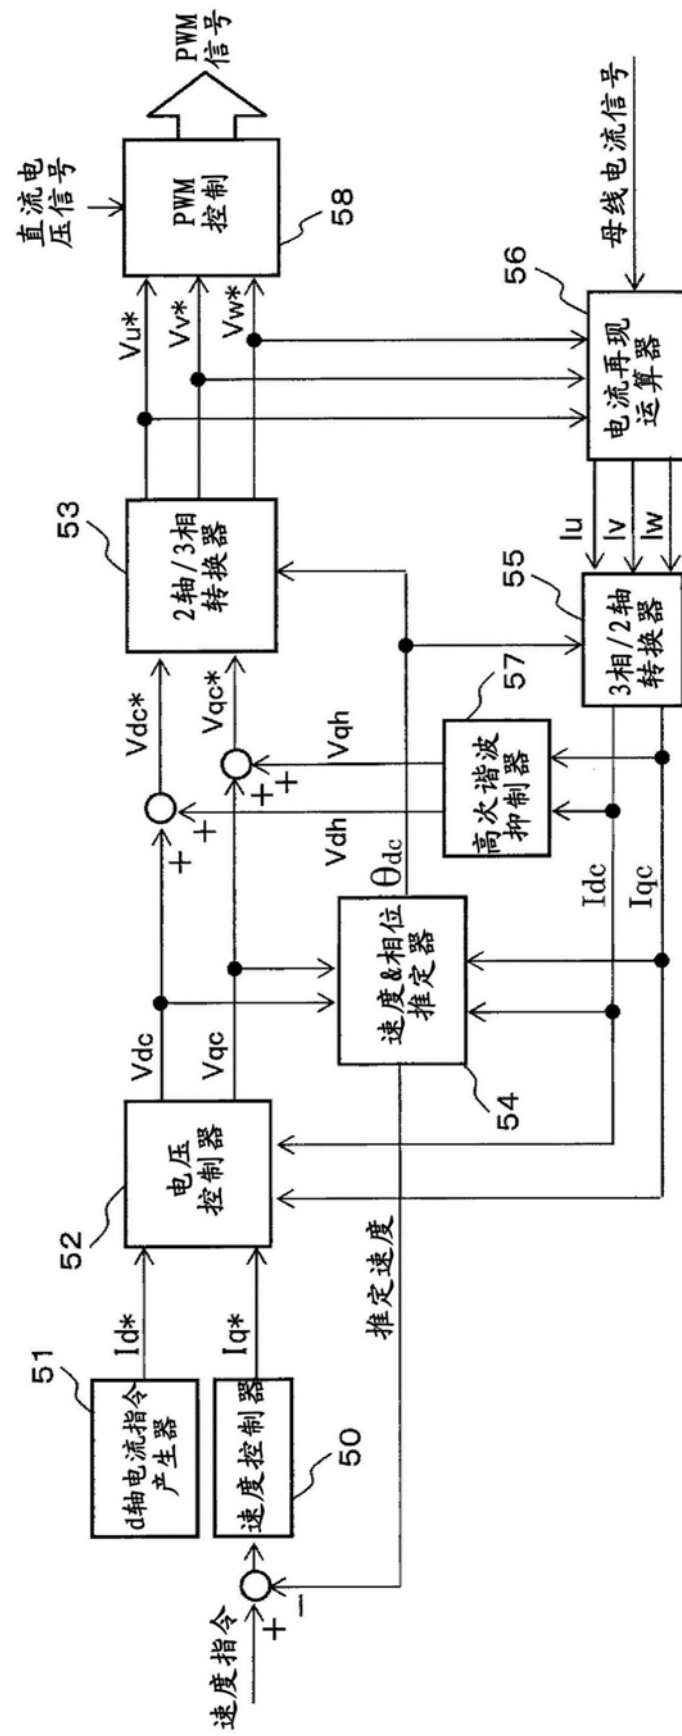 速度指令
+
−
d轴电流指令
产生器
51
速度控制器
50
Id*
Iq*
52
电压
控制器
Vdc
Vqc
推定速度
速度&相位
推定器
54
θdc
+
+
+
+
Vdc*
Vqc*
Vdh
Vqh
高次谐波
抑制器
57
Idc
Iqc
53
2轴/3相
转换器
55
3相/2轴
转换器
Iu
Iv
Iw
56
电流再现
运算器
母线电流信号
Vu*
Vv*
Vw*
直流电
压信号
PWM
控制
58
PWM
信号